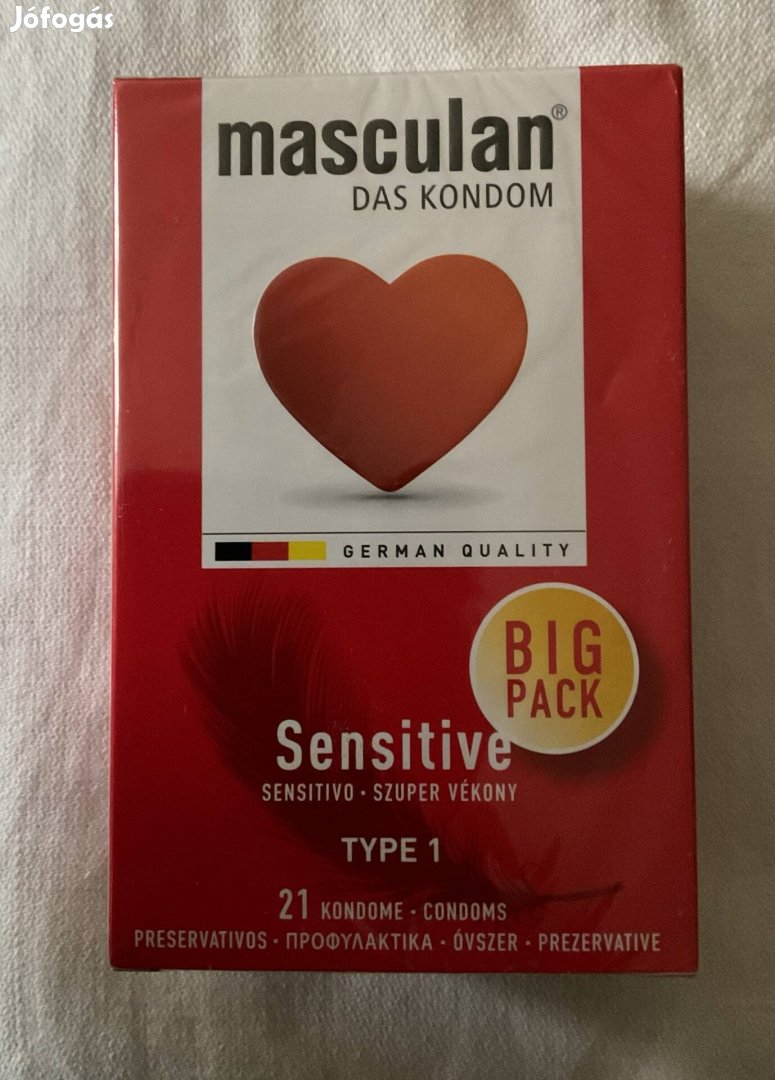 Jófogás
masculan®
DAS KONDOM
GERMAN QUALITY
BIG
PACK
Sensitive
SENSITIVO · SZUPER VÉKONY
TYPE 1
21 KONDOME · CONDOMS
PRESERVATIVOS · ΠΡΟΦΥΛΑΚΤΙΚΑ · ÓVSZER · PREZERVATIVE